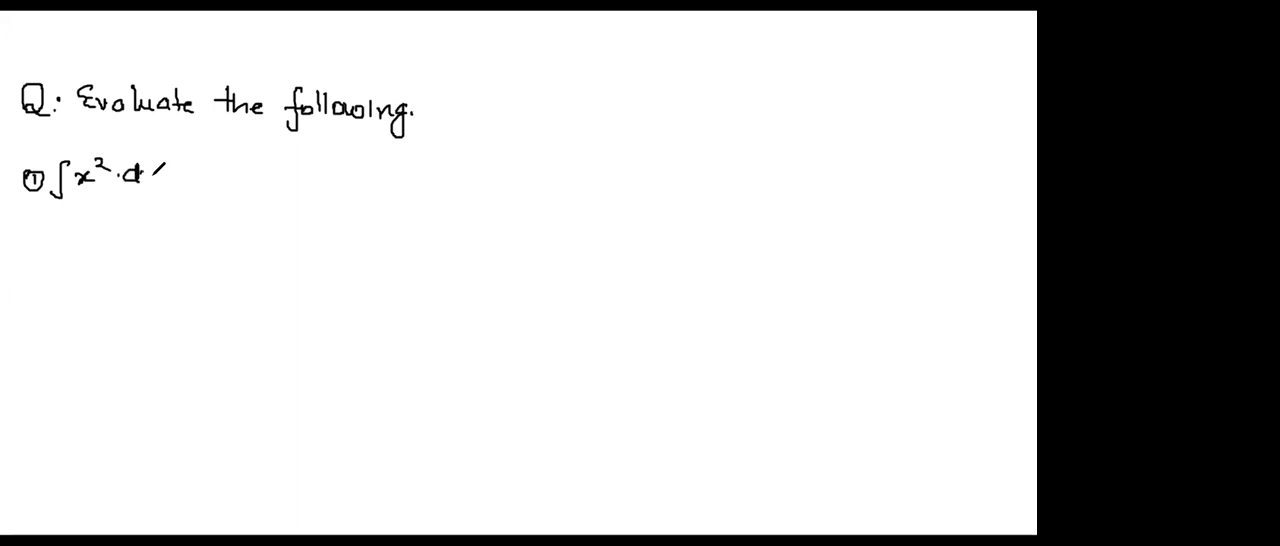 Q. Evaluate the following.
① ∫x².d